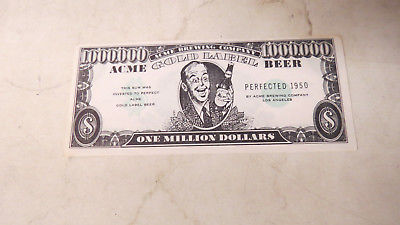 1000000 ACME BREWING COMPANY 1000000
ACME GOLD LABEL BEER
THIS SUM WAS
INVESTED TO PERFECT
ACME
GOLD LABEL BEER
PERFECTED 1950
BY ACME BREWING COMPANY
LOS ANGELES
$ ONE MILLION DOLLARS $